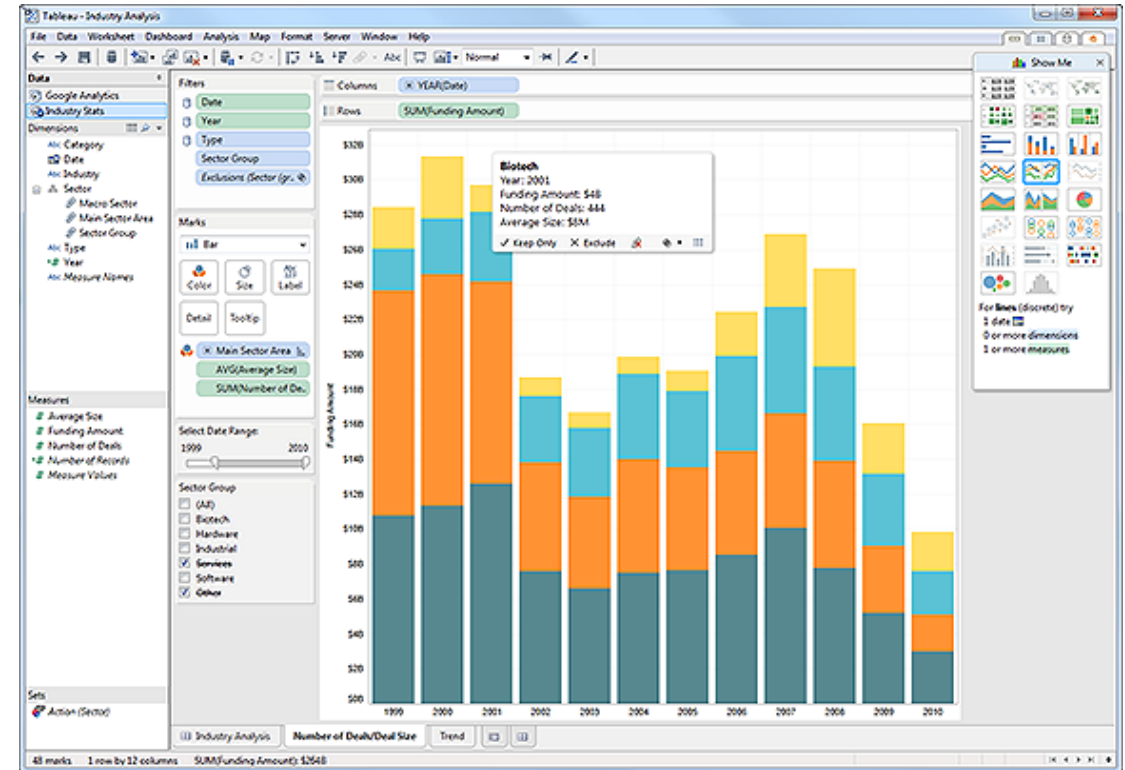 Tableau - Industry Analysis
File Data Worksheet Dashboard Analysis Map Format Server Window Help
Abc Normal
Data
Google Analytics
Industry Stats
Dimensions
Abc Category
Date
Abc Industry
Sector
Macro Sector
Main Sector Area
Sector Group
Abc Type
Year
Abc Measure Names
Measures
Average Size
Funding Amount
Number of Deals
Number of Records
Measure Values
Sets
Action (Sector)
Filters
Date
Year
Type
Sector Group
Exclusions (Sector (gr..
Marks
Bar
Color Size Label
Detail Tooltip
Main Sector Area
AVG(Average Size)
SUM(Number of De..
Select Date Range:
1999 2010
Sector Group
(All)
Biotech
Hardware
Industrial
Services
Software
Other
Columns YEAR(Date)
Rows SUM(Funding Amount)
Funding Amount
$32B
$30B
$28B
$26B
$24B
$22B
$20B
$18B
$16B
$14B
$12B
$10B
$8B
$6B
$4B
$2B
$0B
Biotech
Year: 2001
Funding Amount: $4B
Number of Deals: 444
Average Size: $8M
Keep Only Exclude
1999 2000 2001 2002 2003 2004 2005 2006 2007 2008 2009 2010
Show Me
For lines (discrete) try
1 date
0 or more dimensions
1 or more measures
Industry Analysis Number of Deals/Deal Size Trend
48 marks 1 row by 12 columns SUM(Funding Amount): $264B